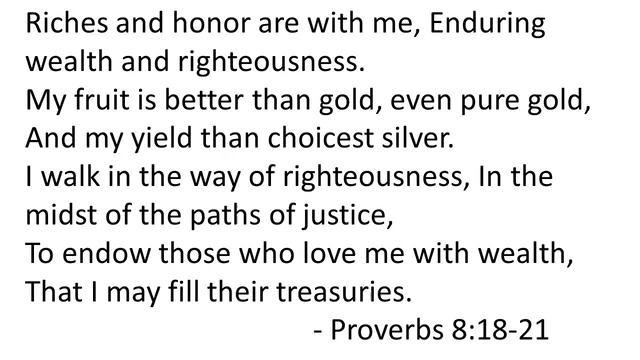 Riches and honor are with me, Enduring
wealth and righteousness.
My fruit is better than gold, even pure gold,
And my yield than choicest silver.
I walk in the way of righteousness, In the
midst of the paths of justice,
To endow those who love me with wealth,
That I may fill their treasuries.
- Proverbs 8:18-21